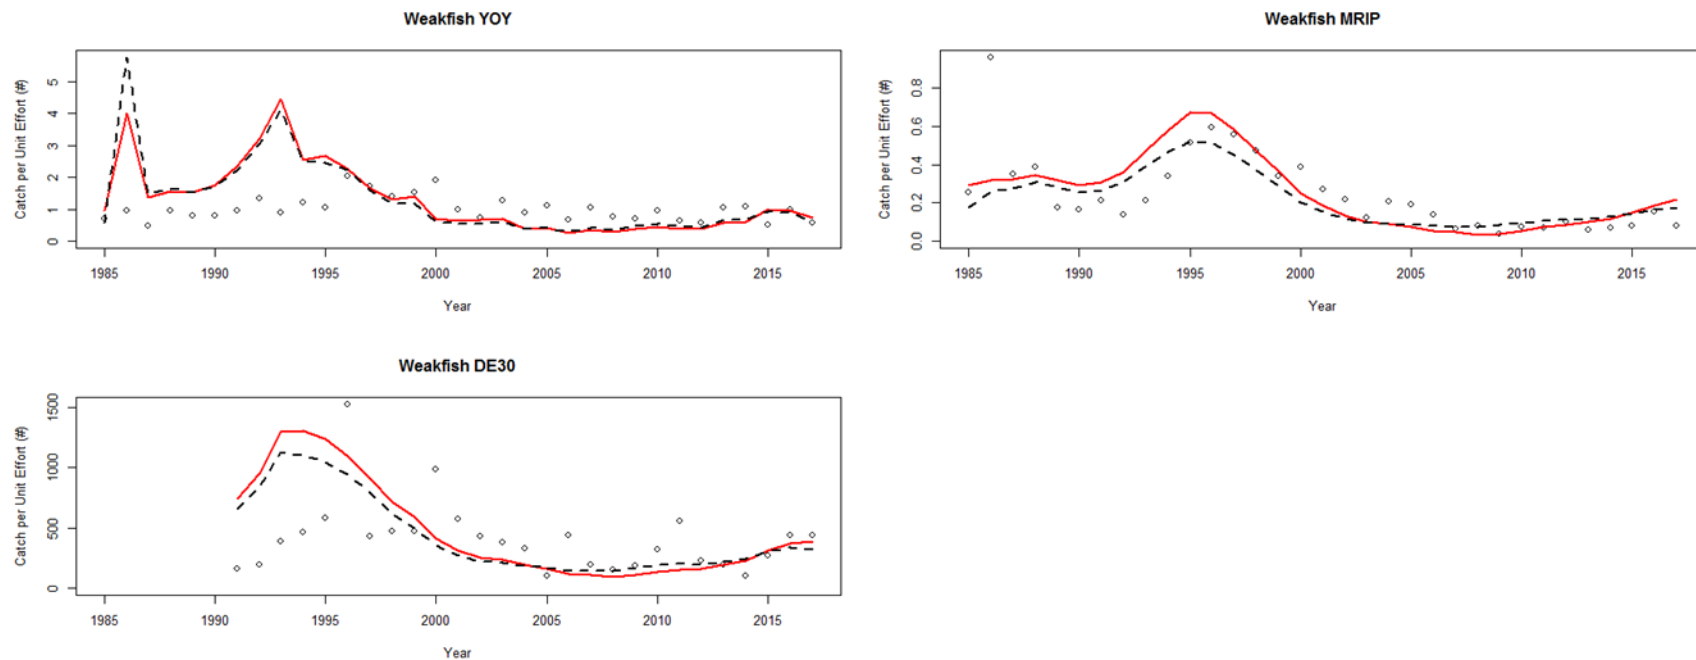 Weakfish YOY
Catch per Unit Effort (#)
0 1 2 3 4 5
1985 1990 1995 2000 2005 2010 2015
Year
Weakfish MRIP
Catch per Unit Effort (#)
0.0 0.2 0.4 0.6 0.8
1985 1990 1995 2000 2005 2010 2015
Year
Weakfish DE30
Catch per Unit Effort (#)
0 500 1000 1500
1985 1990 1995 2000 2005 2010 2015
Year